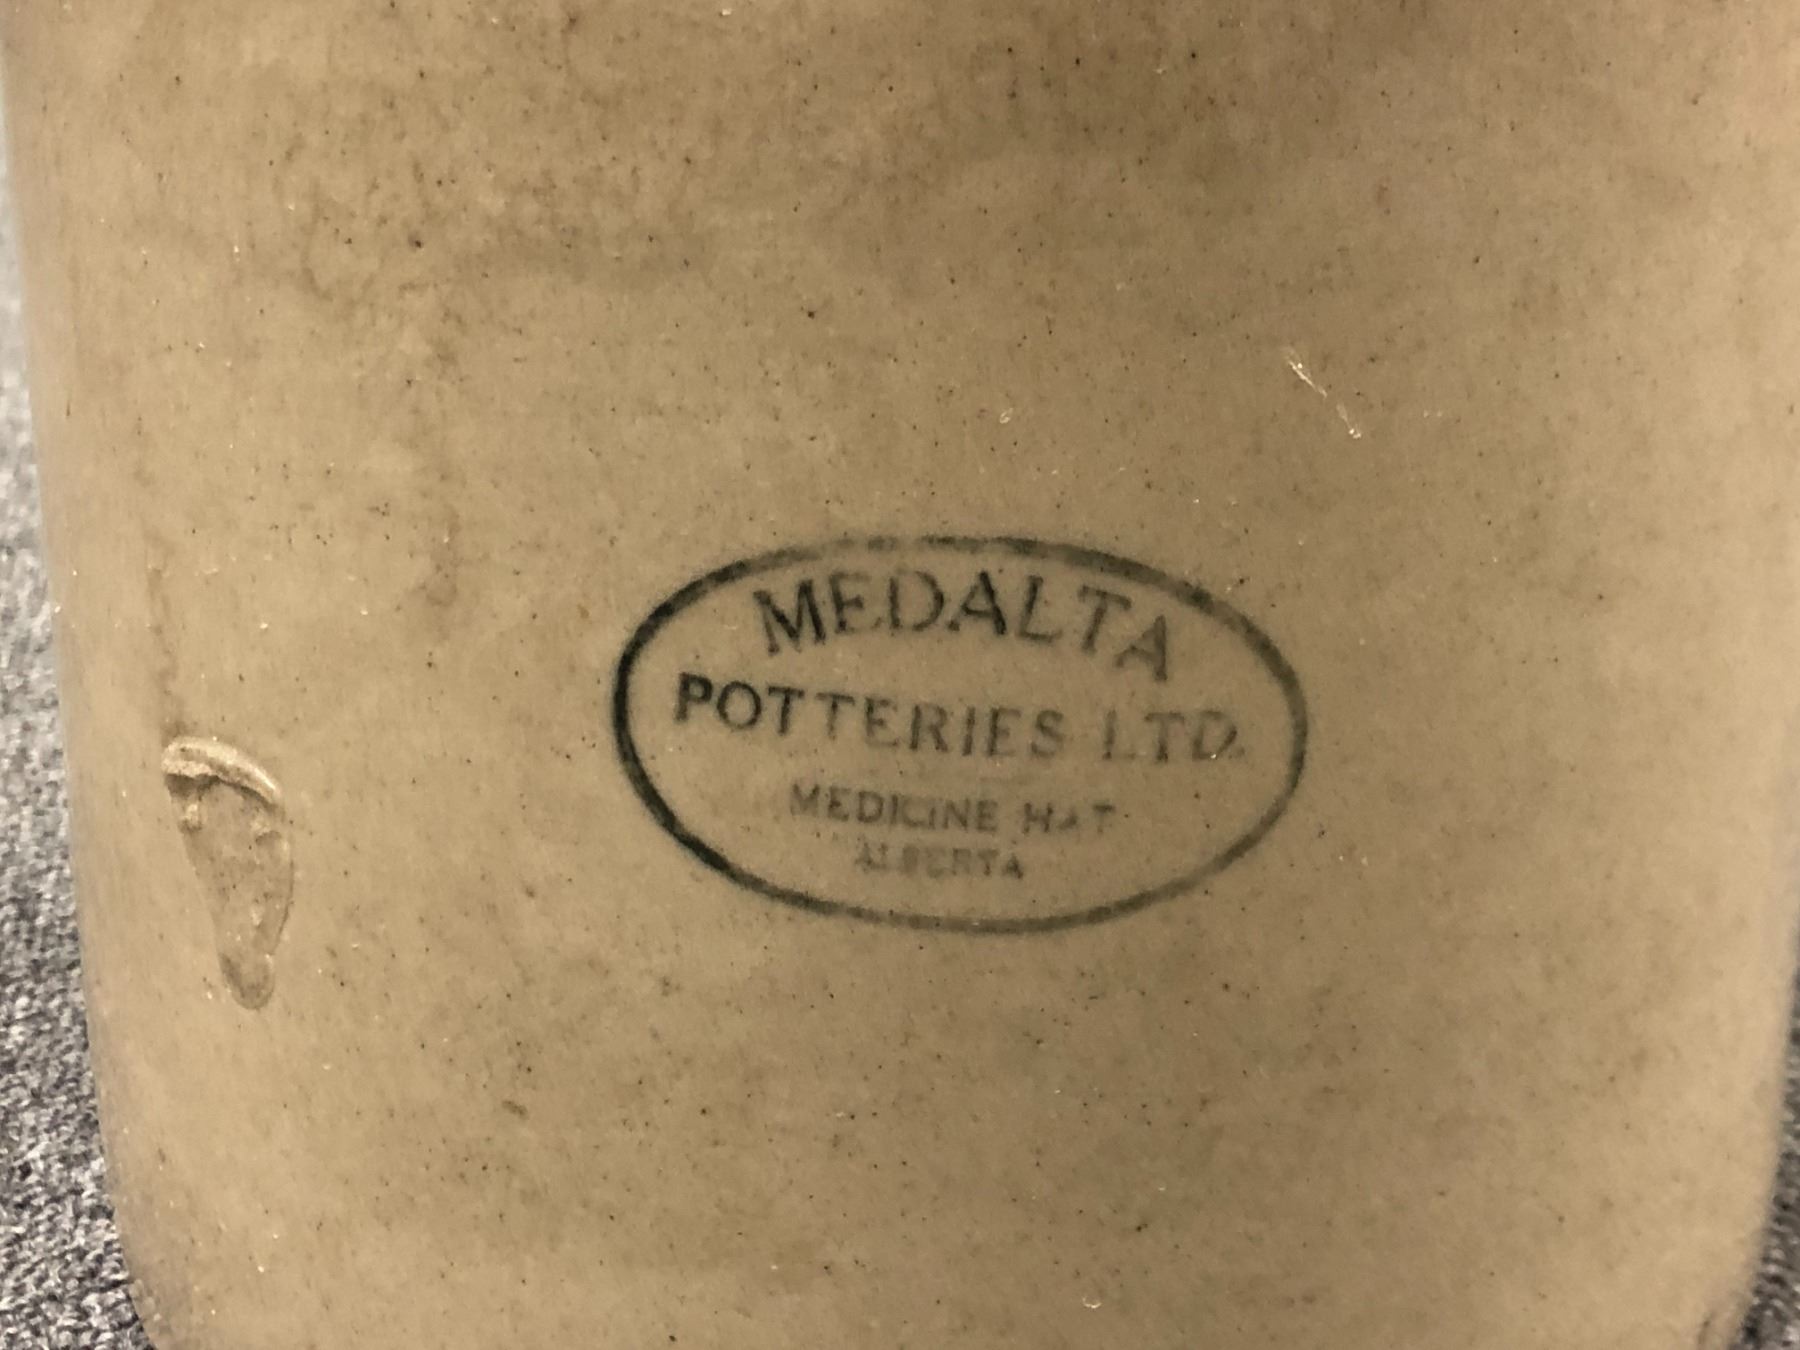 MEDALTA
POTTERIES LTD.
MEDICINE HAT
ALBERTA